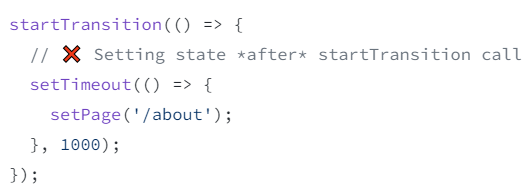 startTransition(() => {
  // ❌ Setting state *after* startTransition call
  setTimeout(() => {
    setPage('/about');
  }, 1000);
});